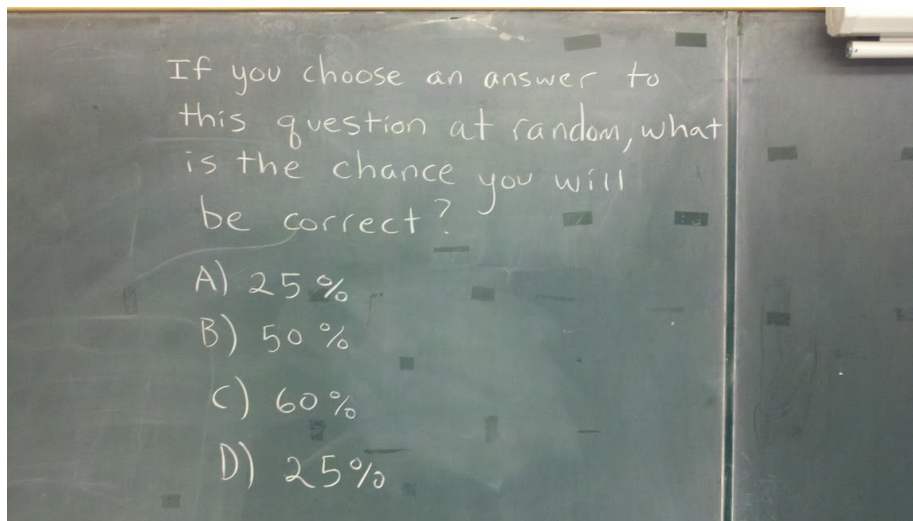 If you choose an answer to
this question at random, what
is the chance you will
be correct?
A) 25%
B) 50%
C) 60%
D) 25%